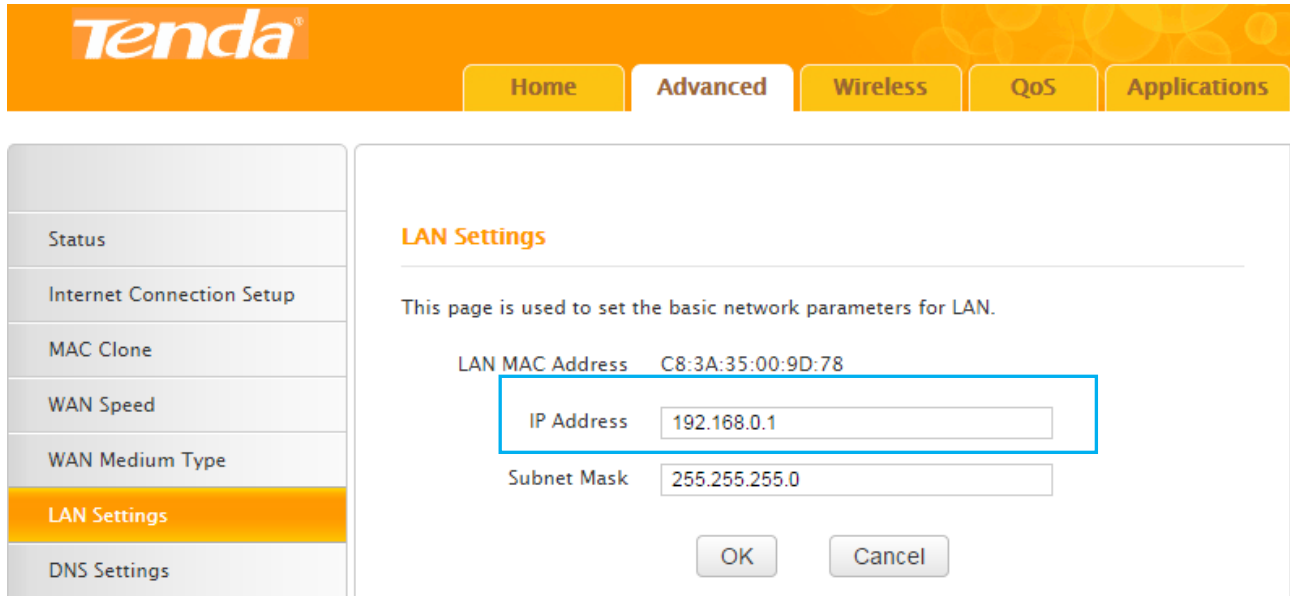 Tenda®
Home Advanced Wireless QoS Applications
Status
Internet Connection Setup
MAC Clone
WAN Speed
WAN Medium Type
LAN Settings
DNS Settings
LAN Settings
This page is used to set the basic network parameters for LAN.
LAN MAC Address C8:3A:35:00:9D:78
IP Address 192.168.0.1
Subnet Mask 255.255.255.0
OK Cancel